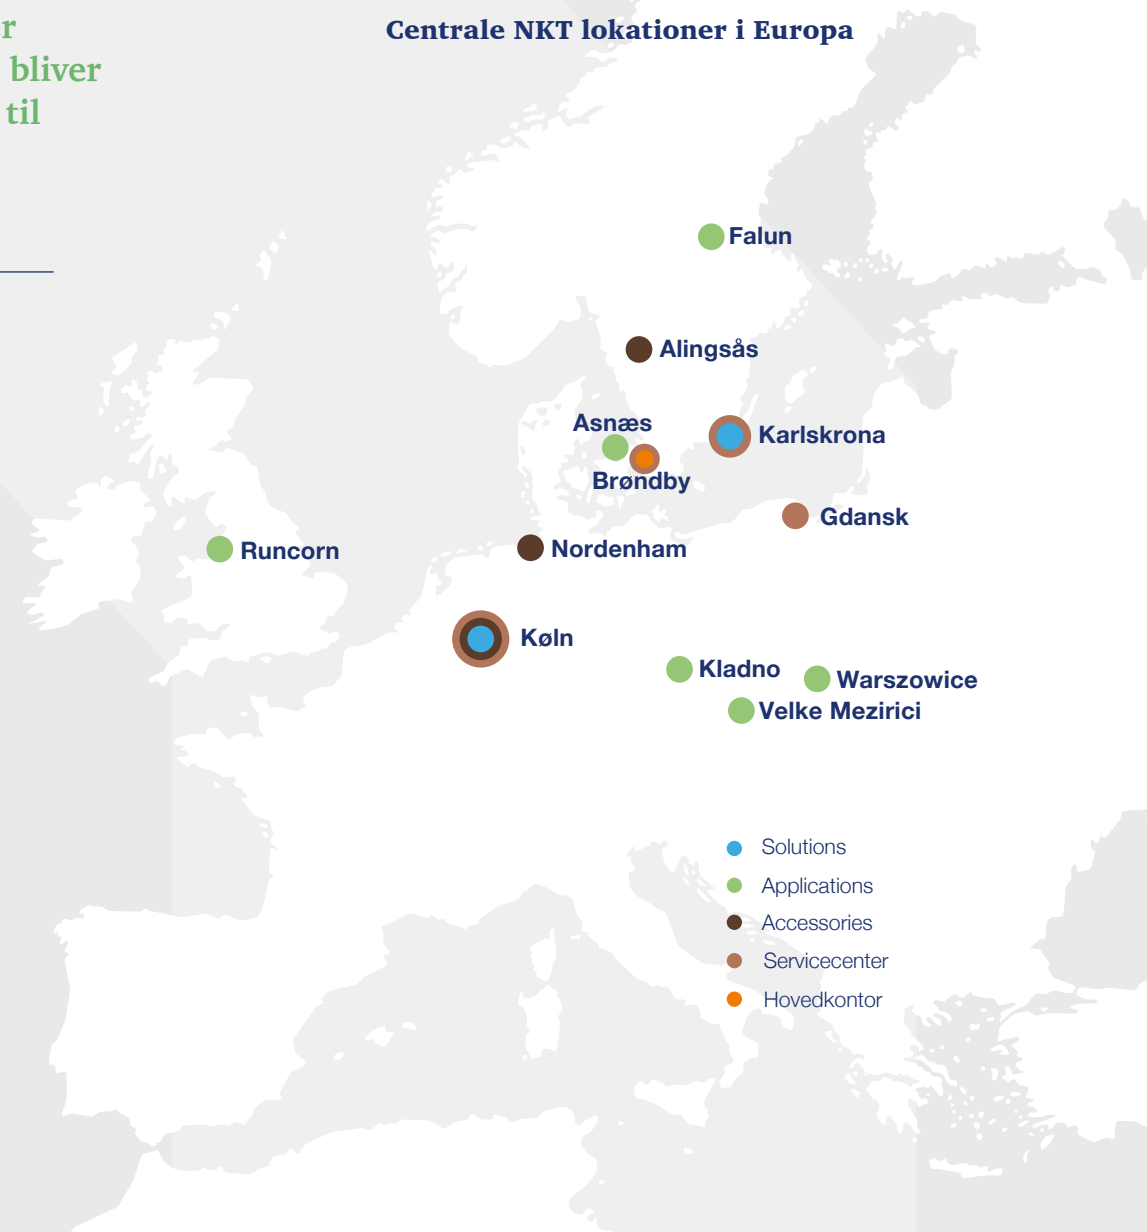 er
bliver
til
Centrale NKT lokationer i Europa
Falun
Alingsås
Asnæs
Karlskrona
Brøndby
Gdansk
Runcorn
Nordenham
Køln
Kladno
Warszowice
Velke Mezirici
Solutions
Applications
Accessories
Servicecenter
Hovedkontor